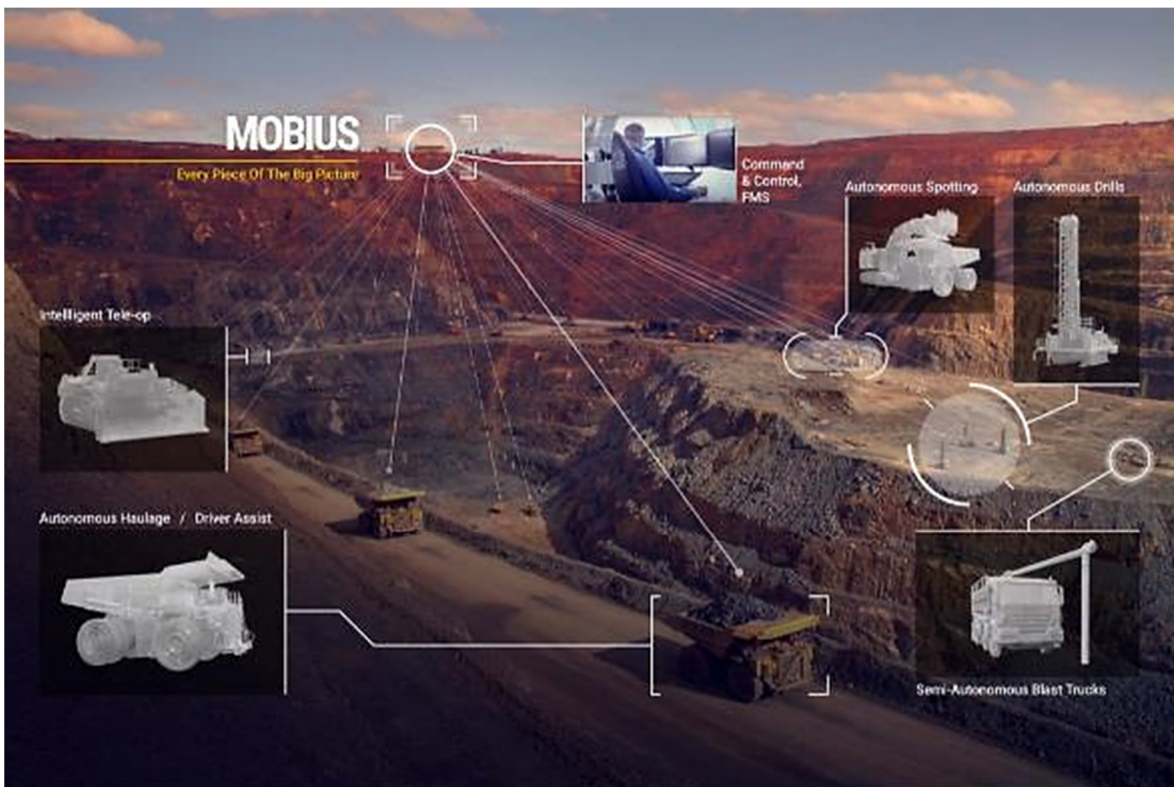 MOBIUS
Every Piece Of The Big Picture
Command
& Control,
FMS
Autonomous Spotting
Autonomous Drills
Intellligent Tele-op
Autonomous Haulage / Driver Assist
Semi-Autonomous Blast Trucks